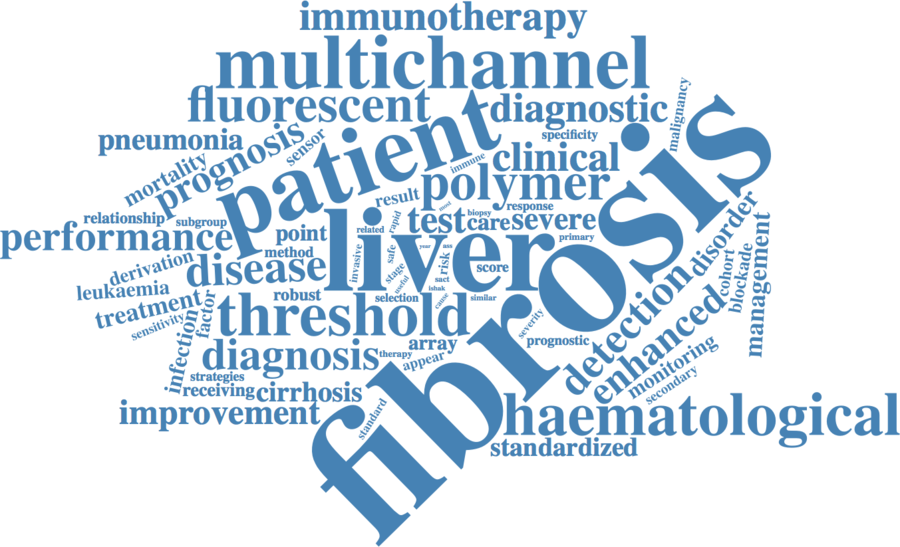 immunotherapy
multichannel
fluorescent
diagnostic
malignancy
pneumonia
prognosis
sensor
patient
specificity
clinical
immune
mortality
result
polymer
fibrosis
relationship
subgroup
rapid
most
biopsy
response
test
care
severe
performance
point
related
liver
primary
disorder
method
year
use
derivation
disease
invasive
safe
risk
score
cohort
blockade
management
leukaemia
stage
useful
sact
ishak
robust
selection
cause
similar
detection
treatment
factor
threshold
severity
enhanced
sensitivity
infection
array
prognostic
diagnosis
therapy
appear
monitoring
strategies
secondary
receiving
cirrhosis
improvement
standard
haematological
standardized